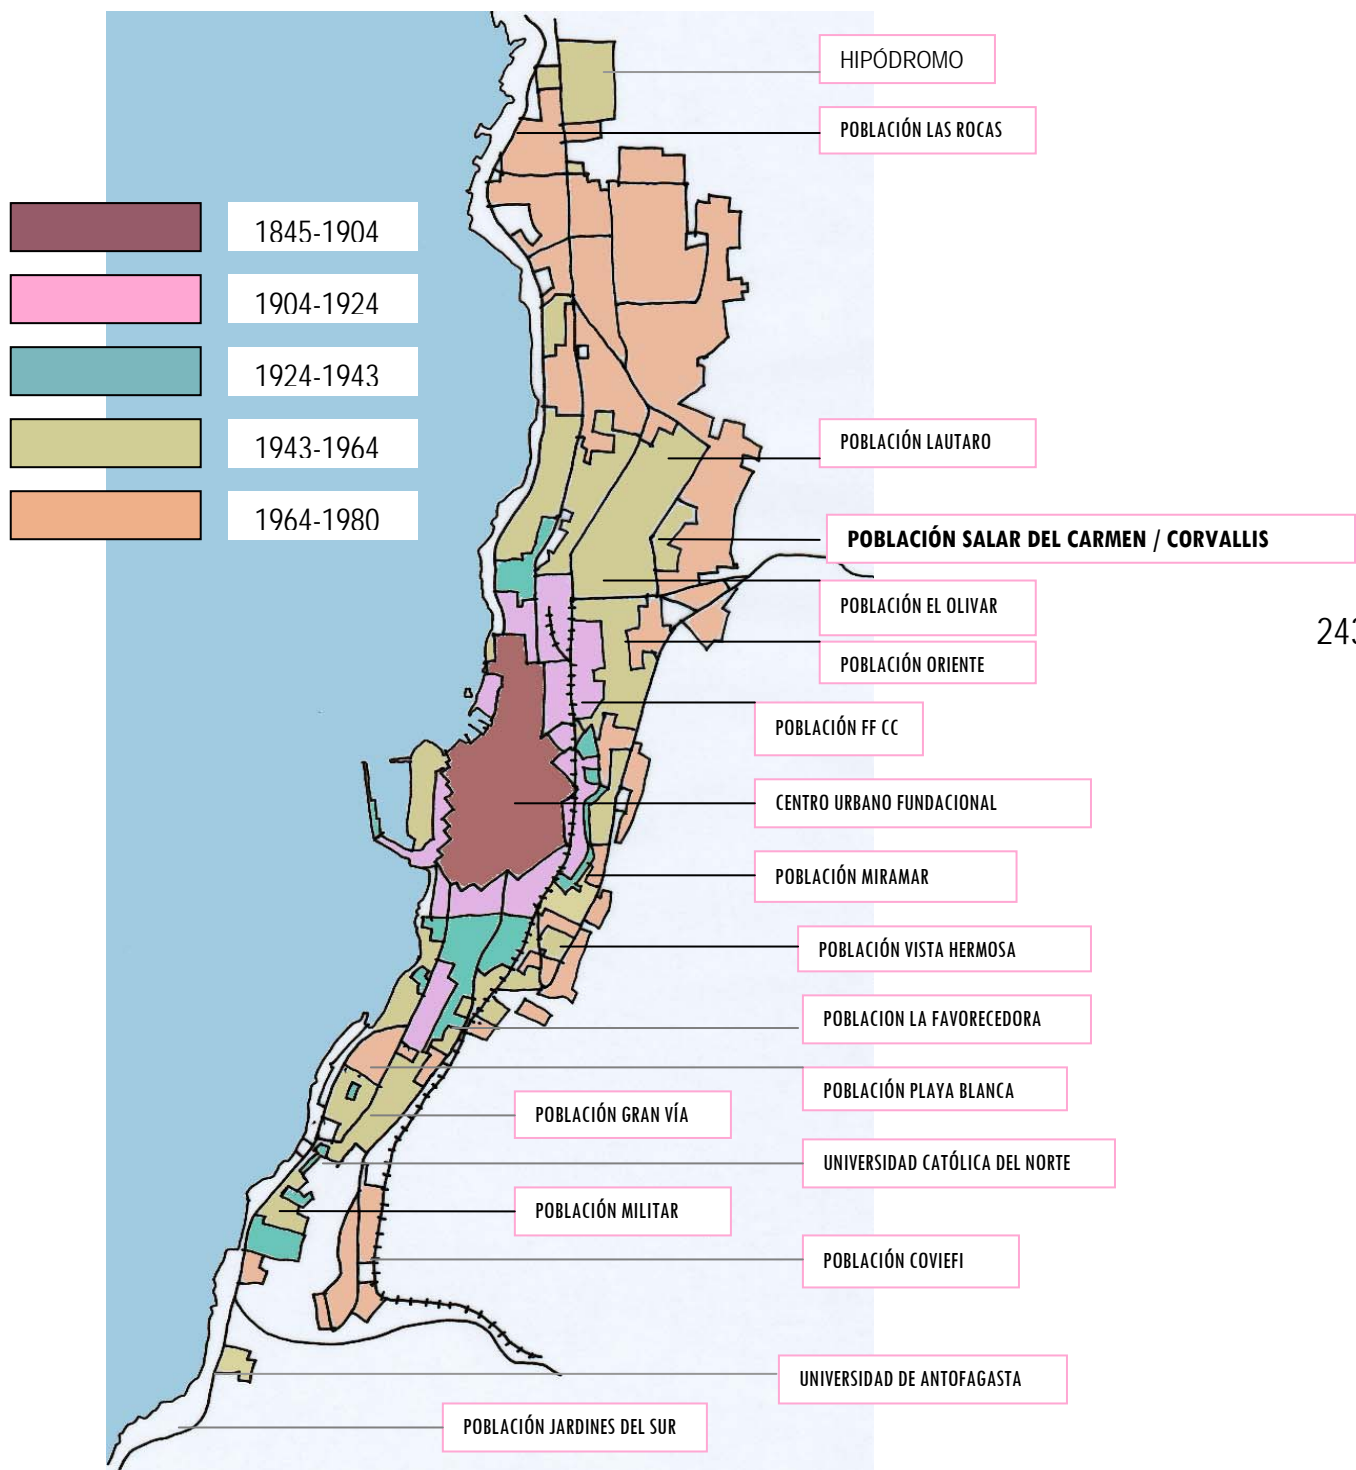 HIPÓDROMO
POBLACIÓN LAS ROCAS
1845-1904
1904-1924
1924-1943
1943-1964
1964-1980
POBLACIÓN LAUTARO
POBLACIÓN SALAR DEL CARMEN / CORVALLIS
POBLACIÓN EL OLIVAR
243
POBLACIÓN ORIENTE
POBLACIÓN FF CC
CENTRO URBANO FUNDACIONAL
POBLACIÓN MIRAMAR
POBLACIÓN VISTA HERMOSA
POBLACION LA FAVORECEDORA
POBLACIÓN PLAYA BLANCA
POBLACIÓN GRAN VÍA
UNIVERSIDAD CATÓLICA DEL NORTE
POBLACIÓN MILITAR
POBLACIÓN COVIEFI
UNIVERSIDAD DE ANTOFAGASTA
POBLACIÓN JARDINES DEL SUR